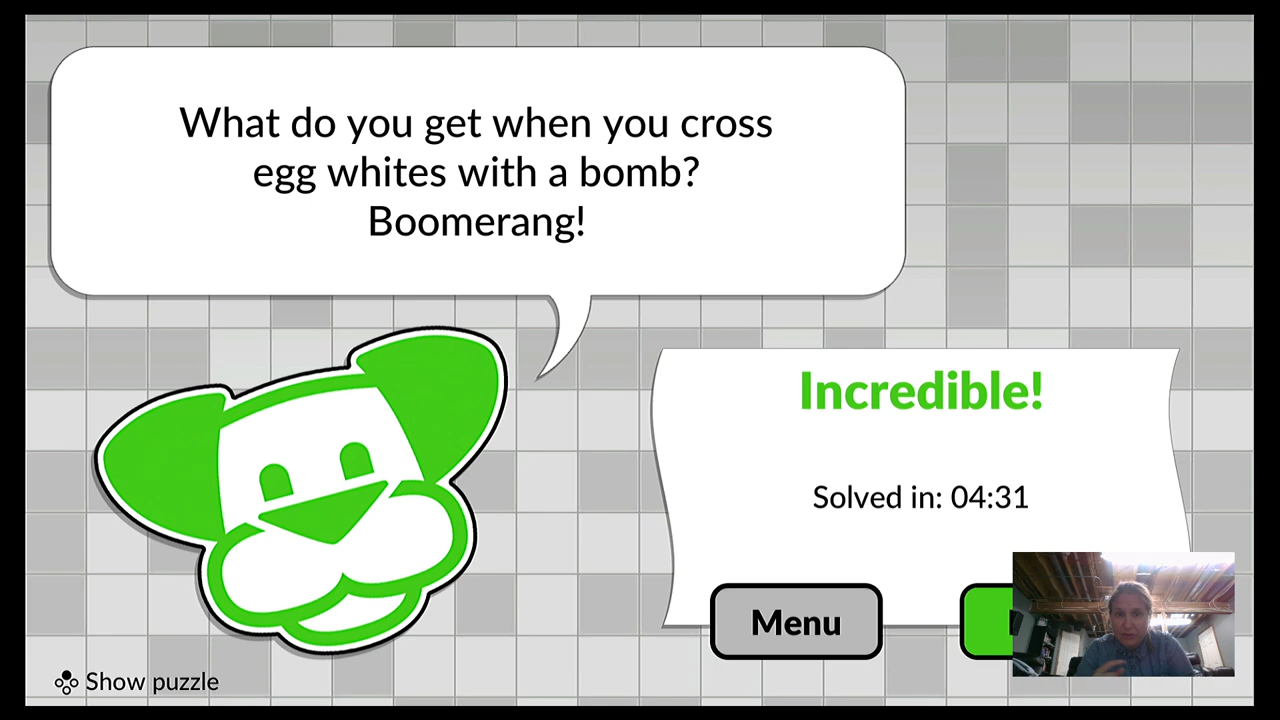 What do you get when you cross
egg whites with a bomb?
Boomerang!
Incredible!
Solved in: 04:31
Menu
Show puzzle